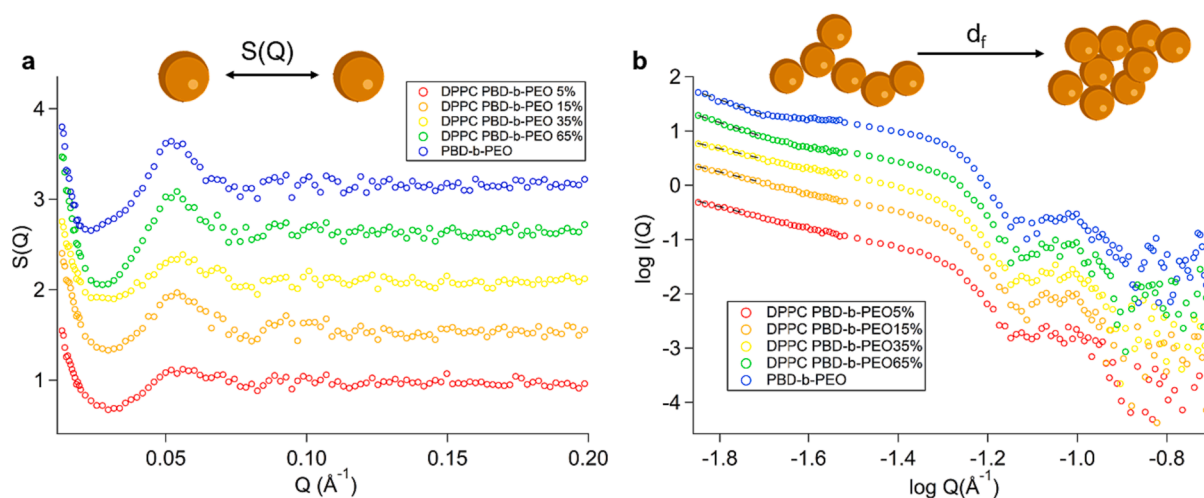 a
S(Q)
DPPC PBD-b-PEO 5%
DPPC PBD-b-PEO 15%
DPPC PBD-b-PEO 35%
DPPC PBD-b-PEO 65%
PBD-b-PEO
4
3
2
1
S(Q)
0.05
0.10
0.15
0.20
Q (Å⁻¹)
b
d_f
2
1
0
-1
-2
-3
-4
log I(Q)
DPPC PBD-b-PEO5%
DPPC PBD-b-PEO15%
DPPC PBD-b-PEO35%
DPPC PBD-b-PEO65%
PBD-b-PEO
-1.8
-1.6
-1.4
-1.2
-1.0
-0.8
log Q(Å⁻¹)